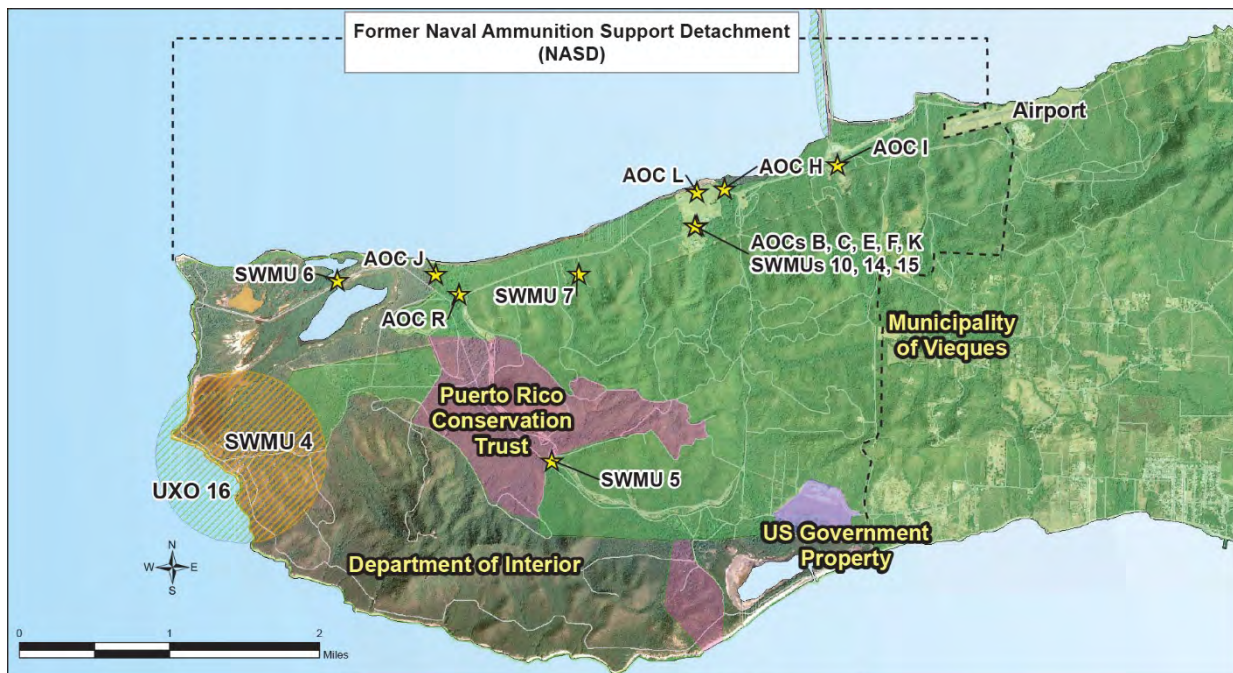 Former Naval Ammunition Support Detachment
(NASD)
Airport
AOC I
AOC H
AOC L
AOCs B, C, E, F, K
SWMUs 10, 14, 15
AOC J
SWMU 6
SWMU 7
AOC R
Municipality
of Vieques
Puerto Rico
Conservation
Trust
SWMU 4
SWMU 5
UXO 16
US Government
Property
Department of Interior
N
W E
S
0 1 2
Miles